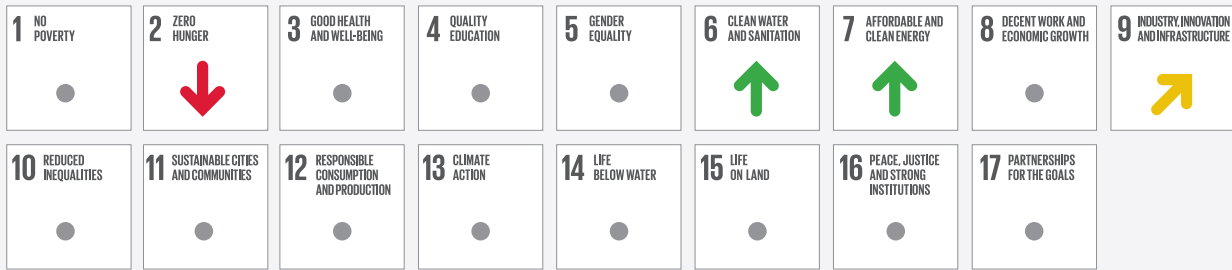 1 NO
POVERTY
2 ZERO
HUNGER
3 GOOD HEALTH
AND WELL-BEING
4 QUALITY
EDUCATION
5 GENDER
EQUALITY
6 CLEAN WATER
AND SANITATION
7 AFFORDABLE AND
CLEAN ENERGY
8 DECENT WORK AND
ECONOMIC GROWTH
9 INDUSTRY, INNOVATION
AND INFRASTRUCTURE
10 REDUCED
INEQUALITIES
11 SUSTAINABLE CITIES
AND COMMUNITIES
12 RESPONSIBLE
CONSUMPTION
AND PRODUCTION
13 CLIMATE
ACTION
14 LIFE
BELOW WATER
15 LIFE
ON LAND
16 PEACE, JUSTICE
AND STRONG
INSTITUTIONS
17 PARTNERSHIPS
FOR THE GOALS